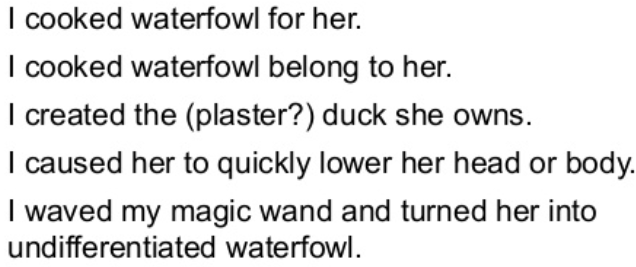 I cooked waterfowl for her.
I cooked waterfowl belong to her.
I created the (plaster?) duck she owns.
I caused her to quickly lower her head or body.
I waved my magic wand and turned her into
undifferentiated waterfowl.